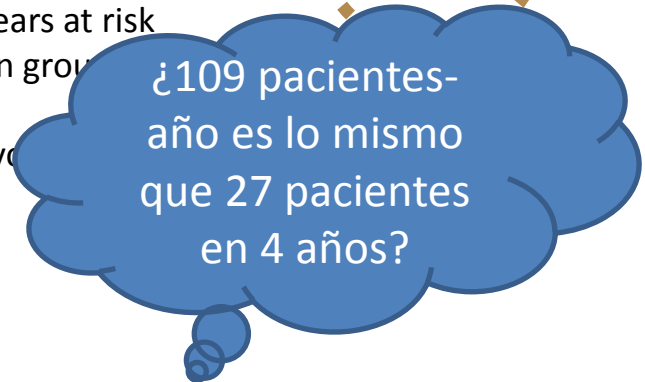 ears at risk
n grou
¿109 pacientes-
año es lo mismo
que 27 pacientes
en 4 años?